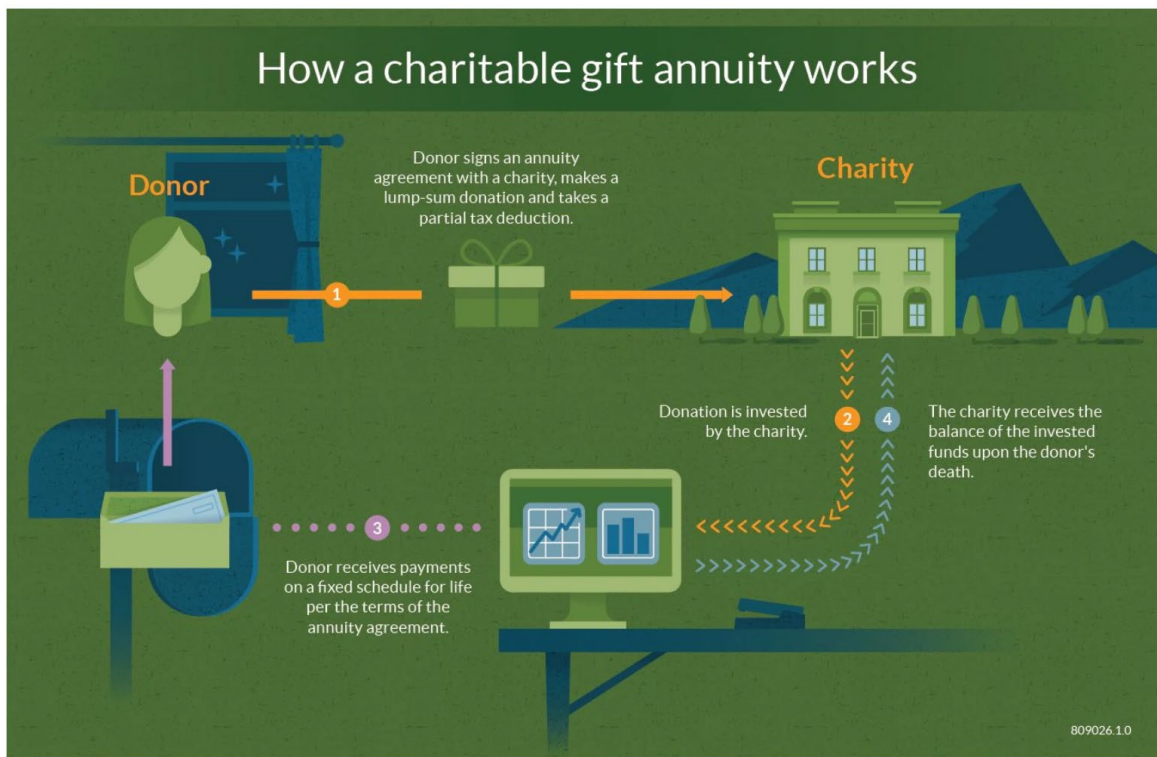 How a charitable gift annuity works
Donor
Donor signs an annuity
agreement with a charity, makes a
lump-sum donation and takes a
partial tax deduction.
Charity
1
Donation is invested
by the charity.
2
4
The charity receives the
balance of the invested
funds upon the donor's
death.
3
Donor receives payments
on a fixed schedule for life
per the terms of the
annuity agreement.
809026.1.0